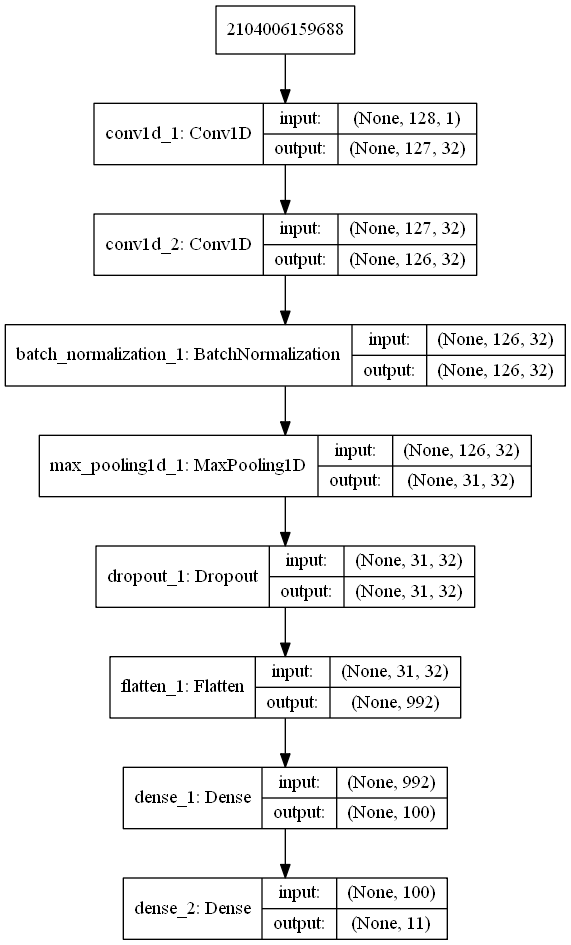 2104006159688
conv1d_1: Conv1D
input: (None, 128, 1)
output: (None, 127, 32)
conv1d_2: Conv1D
input: (None, 127, 32)
output: (None, 126, 32)
batch_normalization_1: BatchNormalization
input: (None, 126, 32)
output: (None, 126, 32)
max_pooling1d_1: MaxPooling1D
input: (None, 126, 32)
output: (None, 31, 32)
dropout_1: Dropout
input: (None, 31, 32)
output: (None, 31, 32)
flatten_1: Flatten
input: (None, 31, 32)
output: (None, 992)
dense_1: Dense
input: (None, 992)
output: (None, 100)
dense_2: Dense
input: (None, 100)
output: (None, 11)